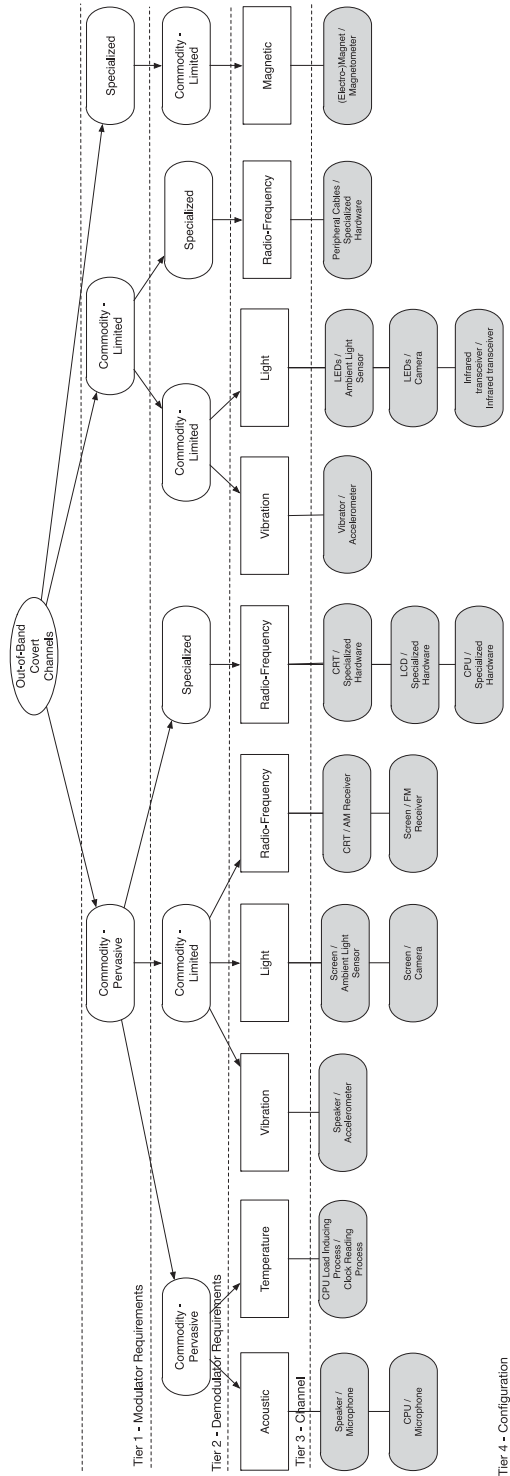 Out-of-Band
Covert
Channels
Commodity -
Pervasive
Commodity -
Limited
Specialized
Tier 1 - Modulator Requirements
Commodity -
Pervasive
Commodity -
Limited
Specialized
Commodity -
Limited
Specialized
Commodity -
Limited
Tier 2 - Demodulator Requirements
Acoustic
Temperature
Vibration
Light
Radio-Frequency
Radio-Frequency
Vibration
Light
Radio-Frequency
Magnetic
Tier 3 - Channel
Speaker /
Microphone
CPU /
Microphone
CPU Load Inducing
Process /
Clock Reading
Process
Speaker /
Accelerometer
Screen /
Ambient Light
Sensor
Screen /
Camera
CRT / AM Receiver
Screen / FM
Receiver
CRT /
Specialized
Hardware
LCD /
Specialized
Hardware
CPU /
Specialized
Hardware
Vibrator /
Accelerometer
LEDs /
Ambient Light
Sensor
LEDs /
Camera
Infrared
transceiver /
Infrared transceiver
Peripheral Cables /
Specialized
Hardware
(Electro-)Magnet /
Magnetometer
Tier 4 - Configuration